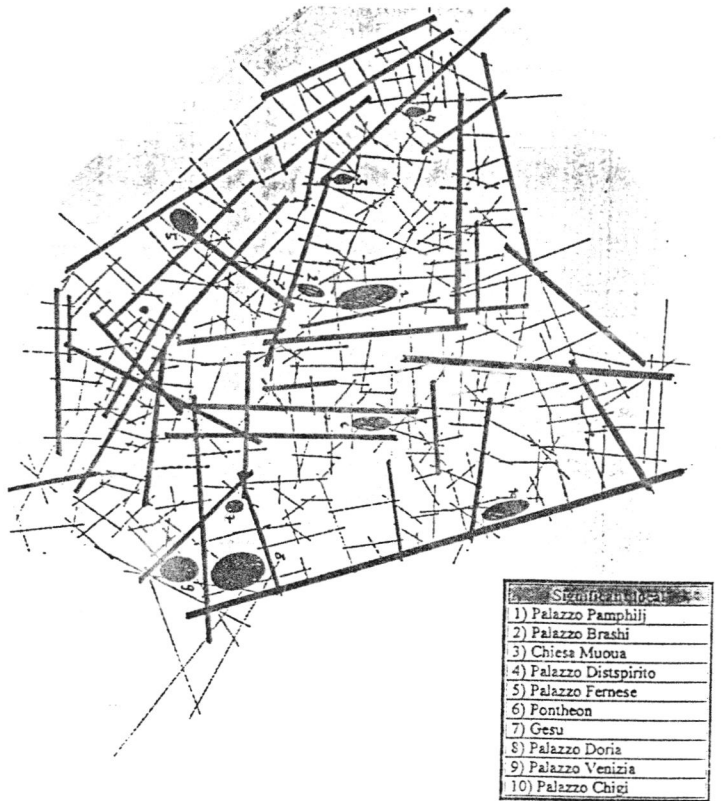 1) Palazzo Pamphilj
2) Palazzo Brashi
3) Chiesa Muoua
4) Palazzo Distspirito
5) Palazzo Fernese
6) Pontheon
7) Gesu
8) Palazzo Doria
9) Palazzo Venizia
10) Palazzo Chigi